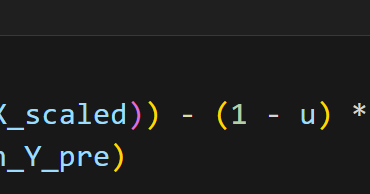 X_scaled)) - (1 - u) *
n_Y_pre)